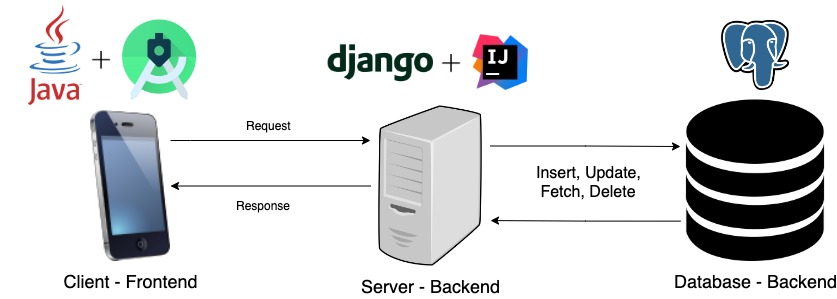 Java
+
django
+
IJ
Request
Response
Insert, Update,
Fetch, Delete
Client - Frontend
Server - Backend
Database - Backend